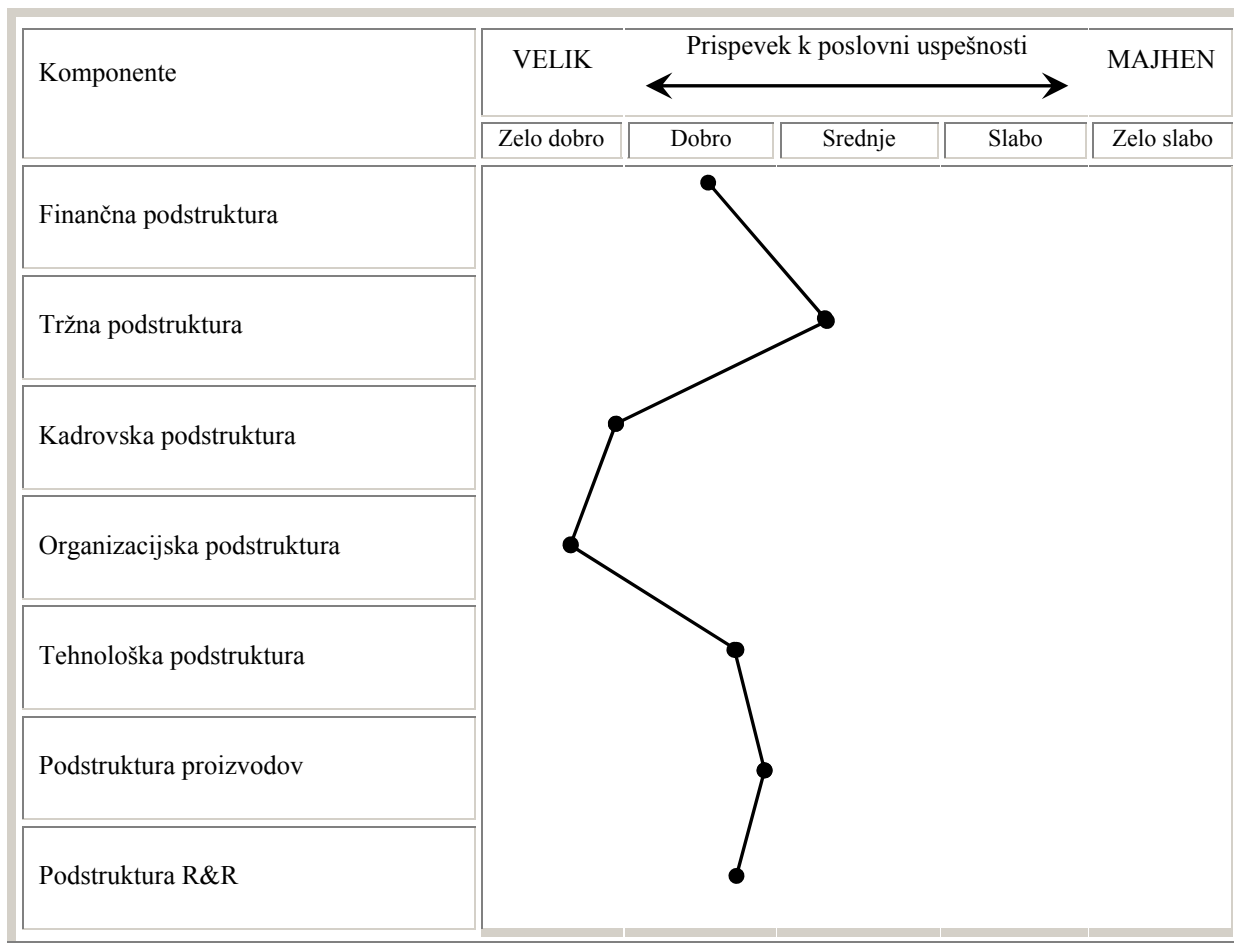 Komponente
VELIK
Prispevek k poslovni uspešnosti
MAJHEN
Zelo dobro
Dobro
Srednje
Slabo
Zelo slabo
Finančna podstruktura
Tržna podstruktura
Kadrovska podstruktura
Organizacijska podstruktura
Tehnološka podstruktura
Podstruktura proizvodov
Podstruktura R&R